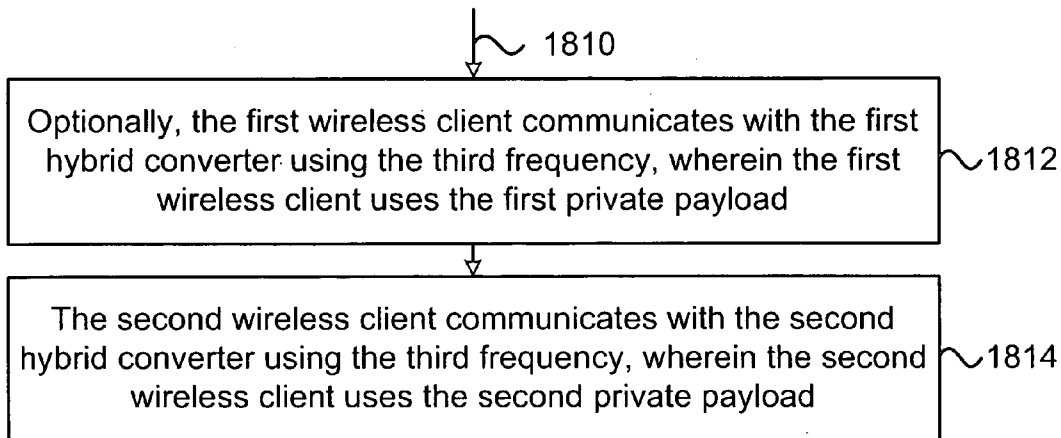 1810
Optionally, the first wireless client communicates with the first
hybrid converter using the third frequency, wherein the first
wireless client uses the first private payload
1812
The second wireless client communicates with the second
hybrid converter using the third frequency, wherein the second
wireless client uses the second private payload
1814